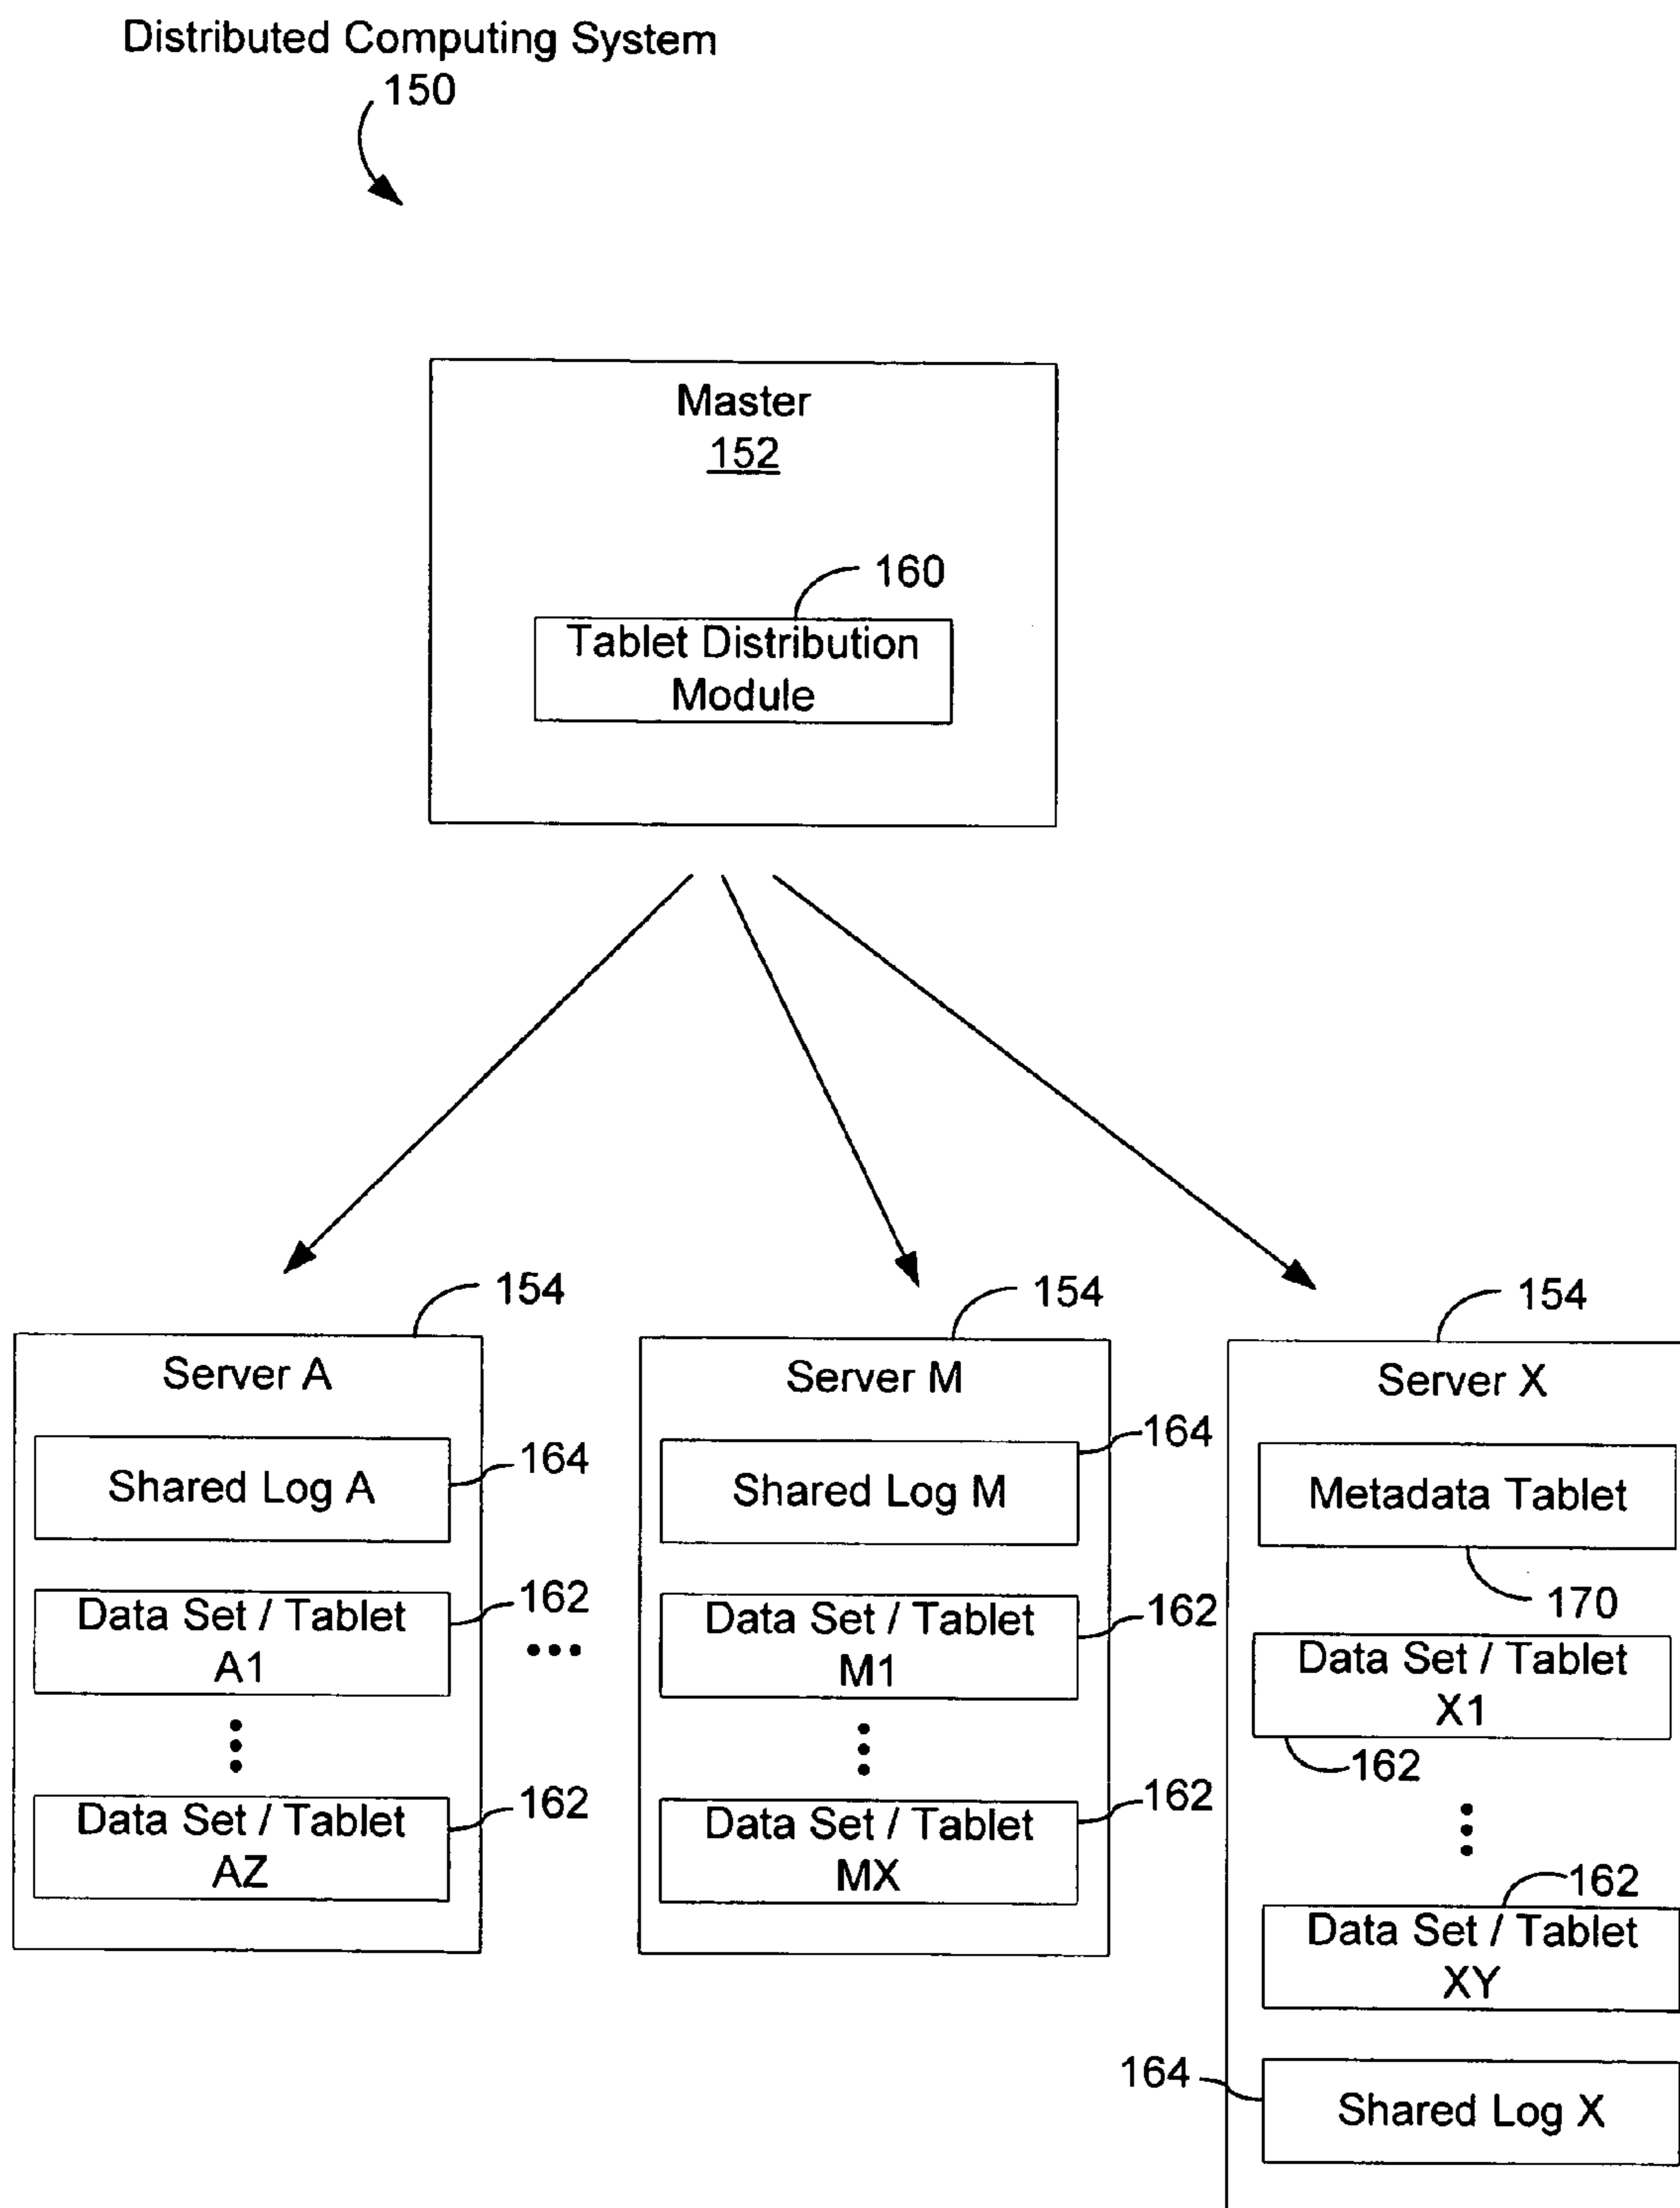 Distributed Computing System
150
Master
152
160
Tablet Distribution
Module
154
Server A
Shared Log A
164
Data Set / Tablet
A1
162
Data Set / Tablet
AZ
162
154
Server M
Shared Log M
164
Data Set / Tablet
M1
162
Data Set / Tablet
MX
162
154
Server X
Metadata Tablet
170
Data Set / Tablet
X1
162
162
Data Set / Tablet
XY
164
Shared Log X